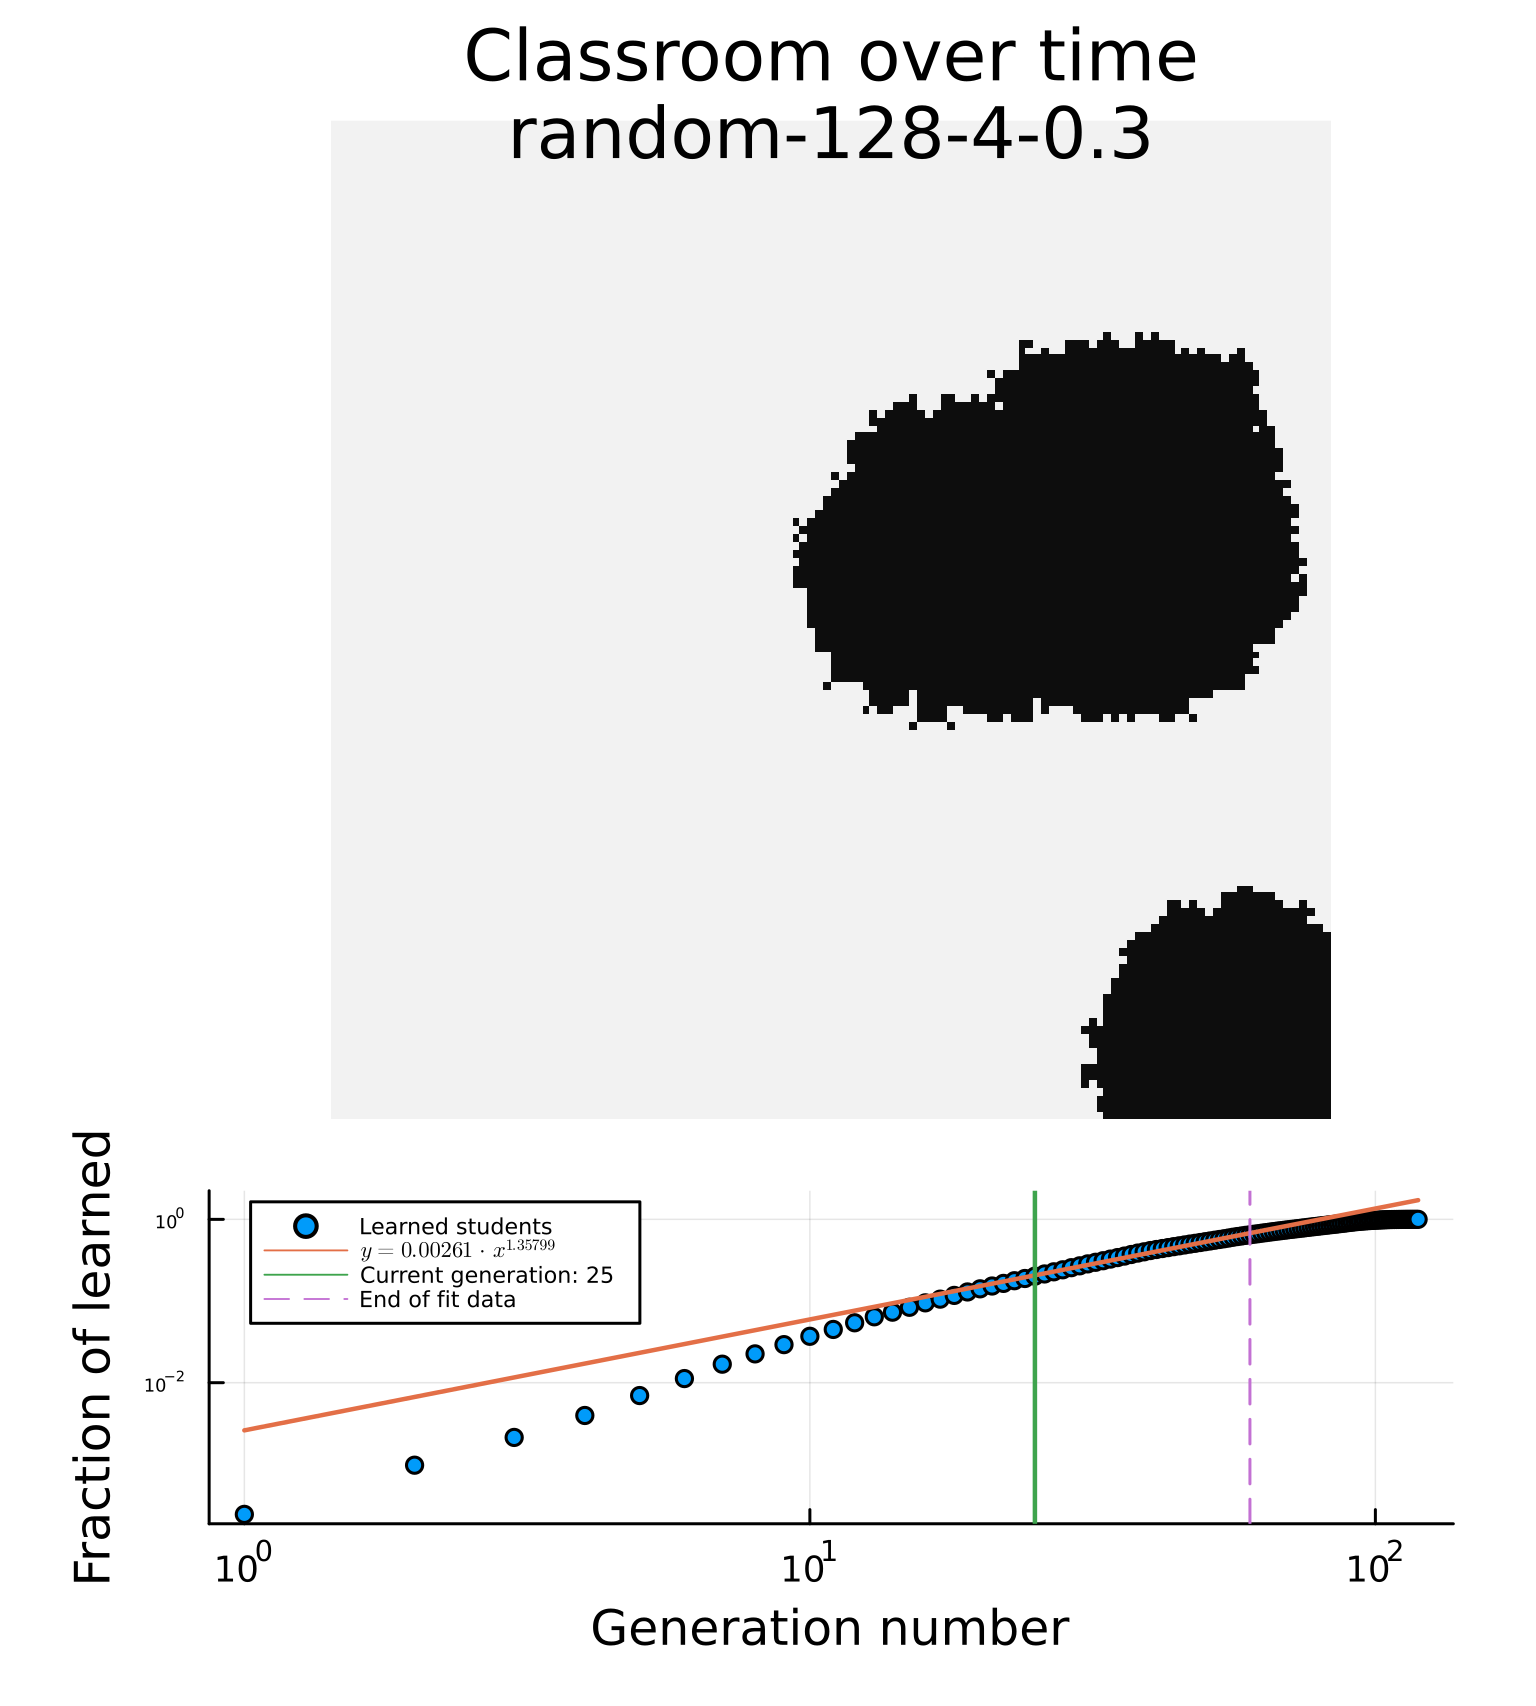 Classroom over time
random-128-4-0.3
Fraction of learned
10^0
10^-2
Learned students
y = 0.00261 · x^1.35799
Current generation: 25
End of fit data
10^0 10^1 10^2
Generation number